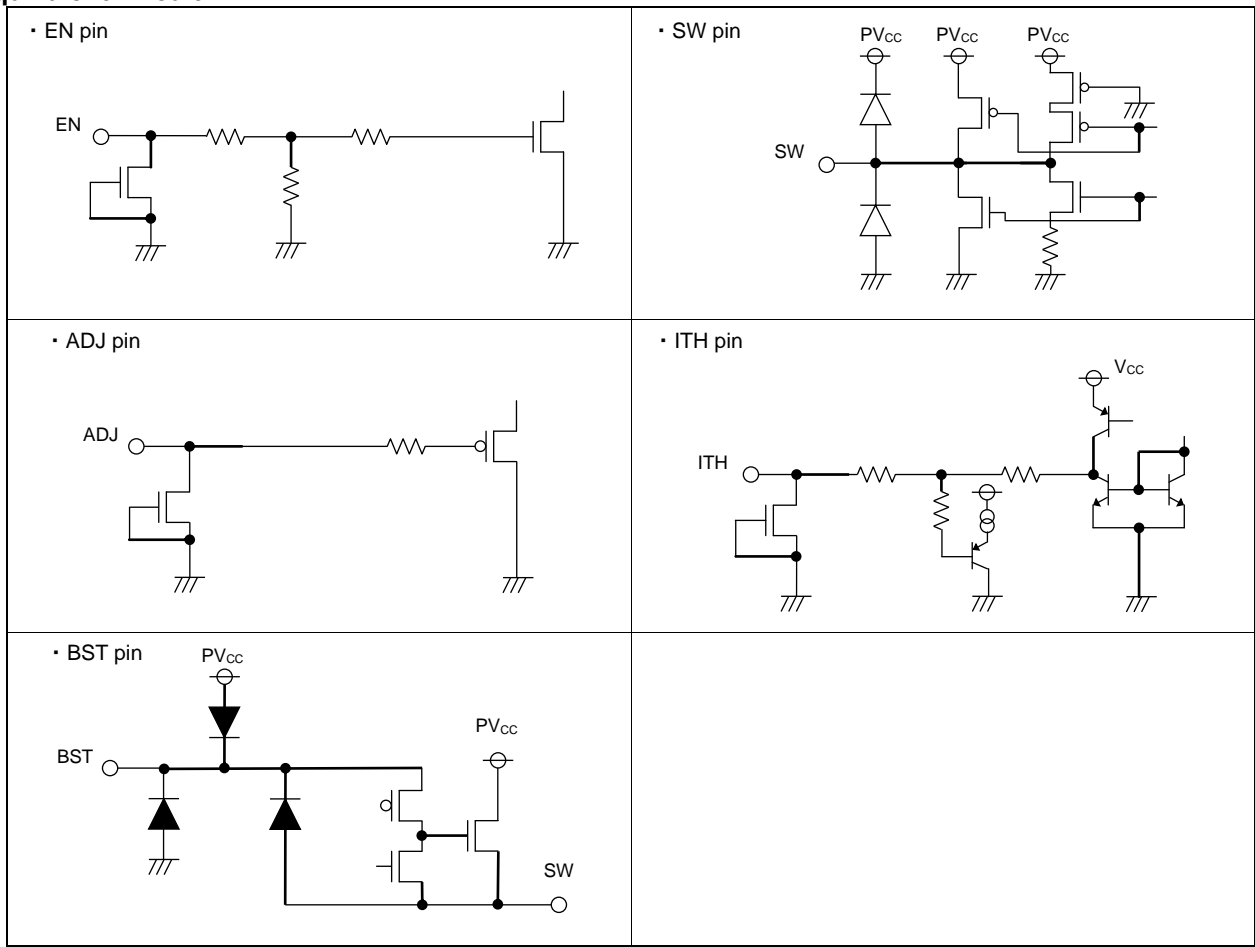 ・EN pin
EN
・SW pin
PVCC PVCC PVCC
SW
・ADJ pin
ADJ
・ITH pin
VCC
ITH
・BST pin
PVCC
PVCC
BST
SW